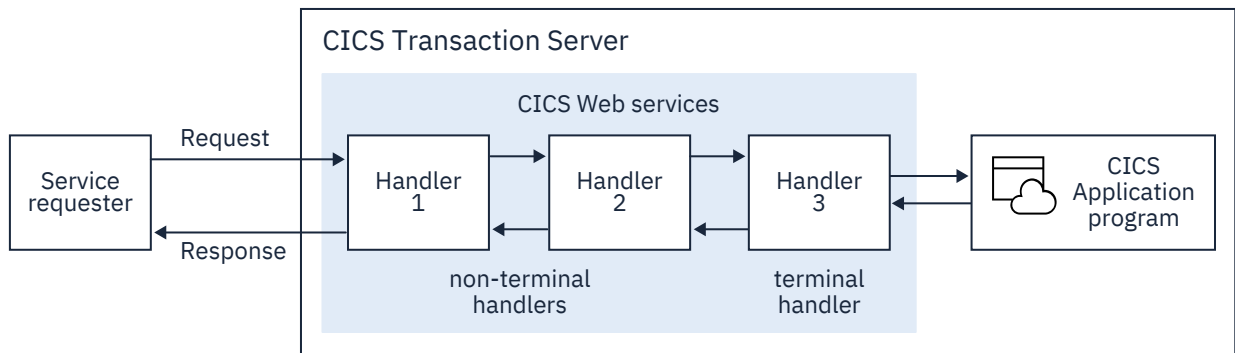 CICS Transaction Server
CICS Web services
Request
Service
requester
Handler
1
Handler
2
Handler
3
CICS
Application
program
Response
non-terminal
handlers
terminal
handler